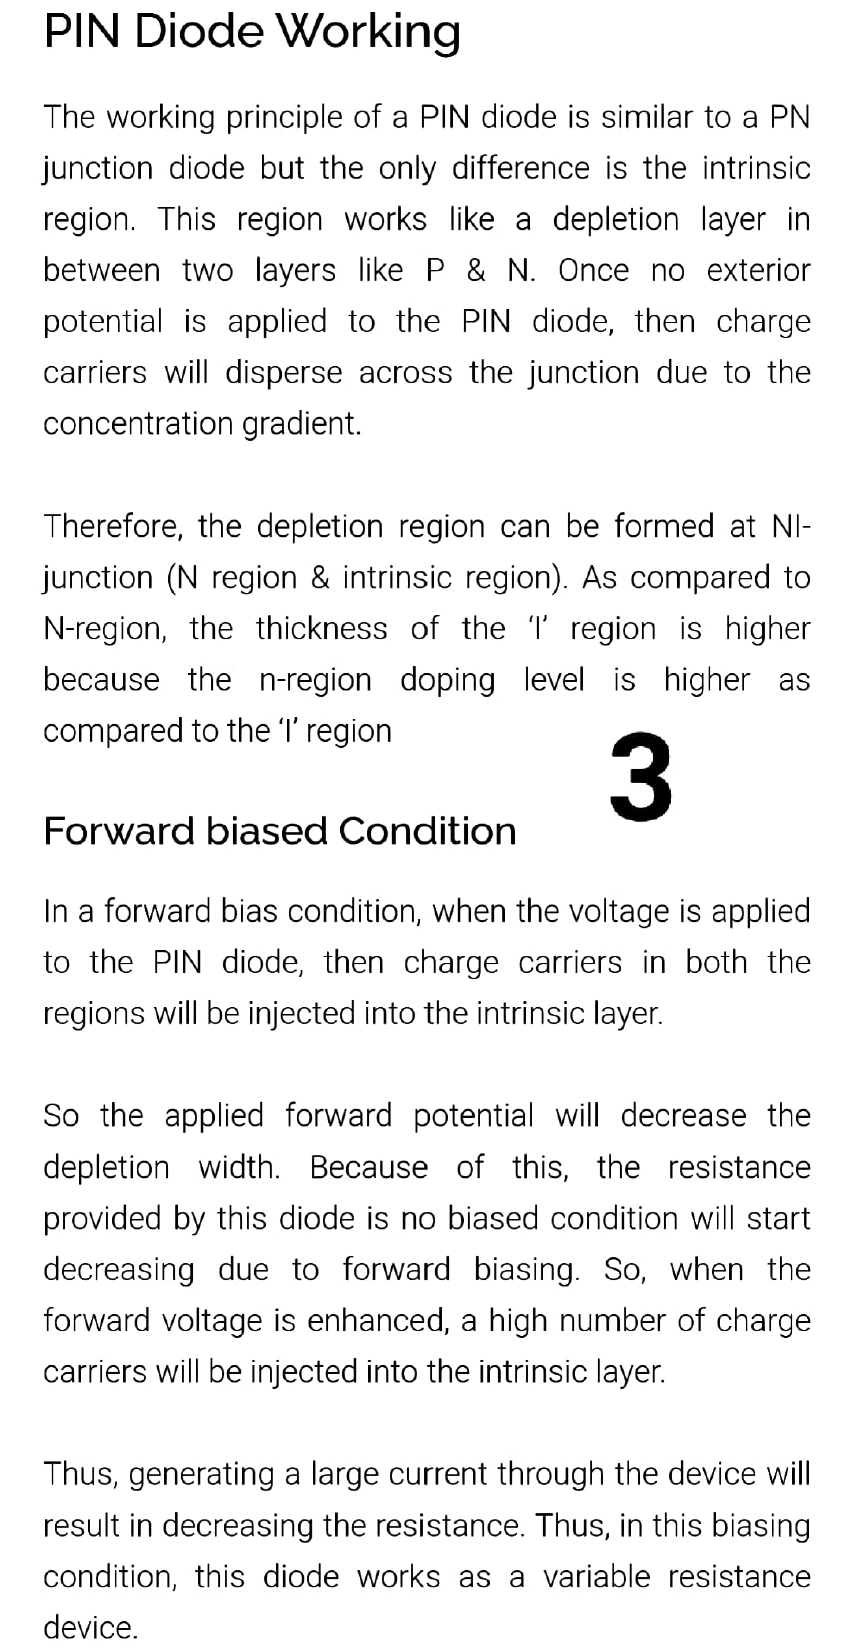 PIN Diode Working
The working principle of a PIN diode is similar to a PN
junction diode but the only difference is the intrinsic
region. This region works like a depletion layer in
between two layers like P & N. Once no exterior
potential is applied to the PIN diode, then charge
carriers will disperse across the junction due to the
concentration gradient.
Therefore, the depletion region can be formed at NI-
junction (N region & intrinsic region). As compared to
N-region, the thickness of the ‘I’ region is higher
because the n-region doping level is higher as
compared to the ‘I’ region
3
Forward biased Condition
In a forward bias condition, when the voltage is applied
to the PIN diode, then charge carriers in both the
regions will be injected into the intrinsic layer.
So the applied forward potential will decrease the
depletion width. Because of this, the resistance
provided by this diode is no biased condition will start
decreasing due to forward biasing. So, when the
forward voltage is enhanced, a high number of charge
carriers will be injected into the intrinsic layer.
Thus, generating a large current through the device will
result in decreasing the resistance. Thus, in this biasing
condition, this diode works as a variable resistance
device.